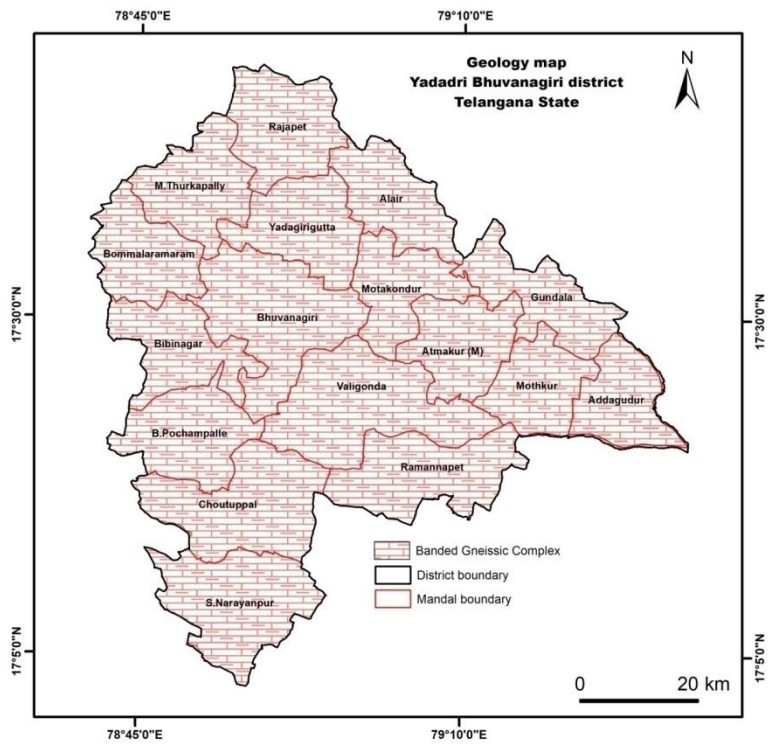 78°45'0"E
79°10'0"E
Geology map
Yadadri Bhuvanagiri district
Telangana State
N
Rajapet
M.Thurkapally
Alair
Yadagirigutta
Bommalaramaram
Motakondur
Gundala
17°30'0"N
17°30'0"N
Bhuvanagiri
Bibinagar
Atmakur (M)
Valigonda
Mothkur
Addagudur
B.Pochampalle
Ramannapet
Choutuppal
Banded Gneissic Complex
District boundary
Mandal boundary
S.Narayanpur
17°5'0"N
17°5'0"N
0 20 km
78°45'0"E
79°10'0"E